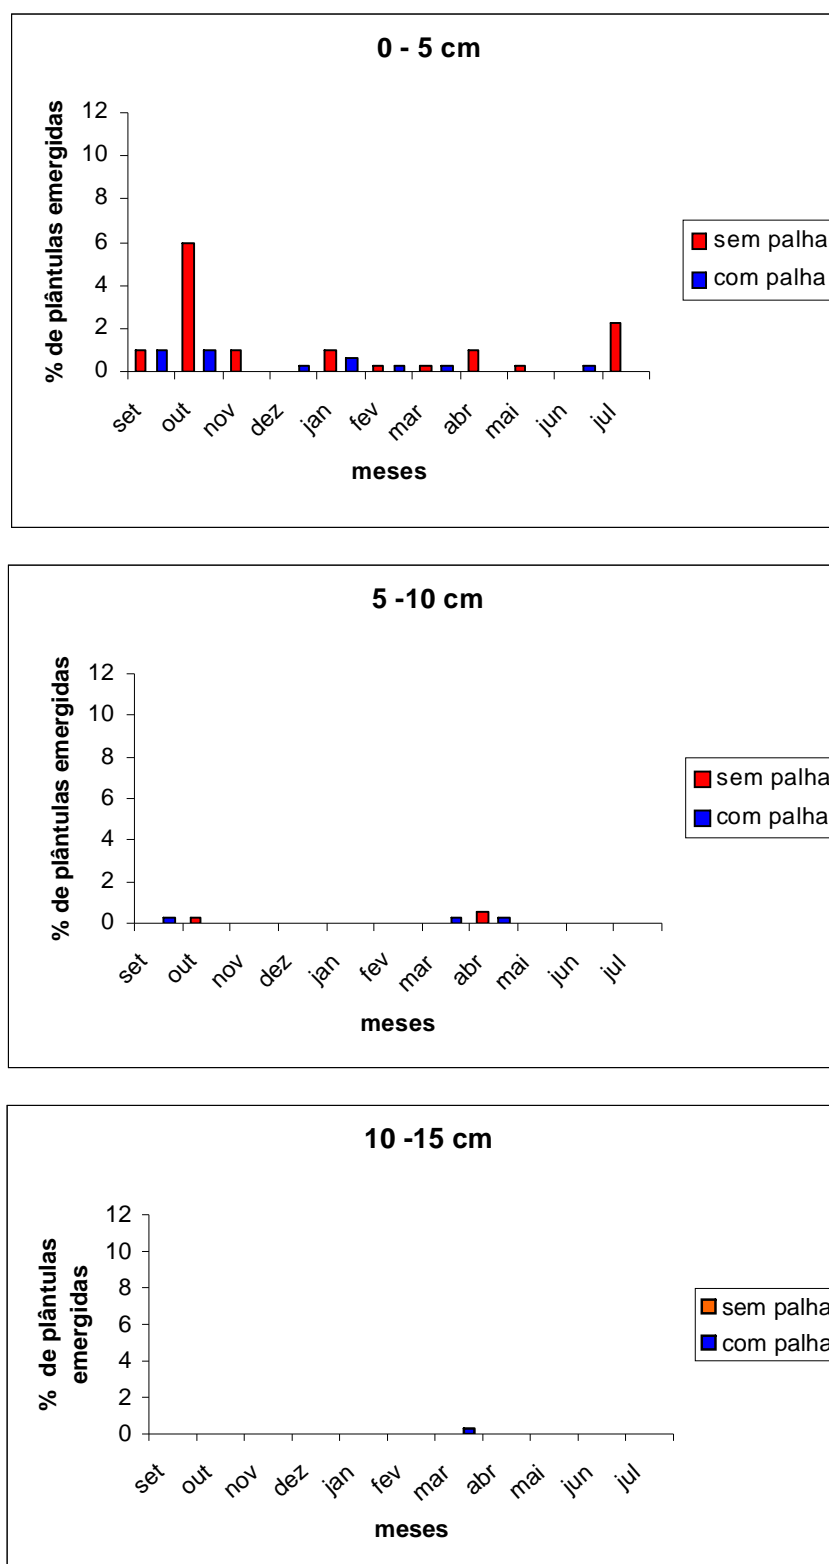 0 - 5 cm
% de plântulas emergidas
12
10
8
6
4
2
0
set out nov dez jan fev mar abr mai jun jul
meses
sem palha
com palha
5 -10 cm
% de plântulas emergidas
12
10
8
6
4
2
0
set out nov dez jan fev mar abr mai jun jul
meses
sem palha
com palha
10 -15 cm
% de plântulas
emergidas
12
10
8
6
4
2
0
set out nov dez jan fev mar abr mai jun jul
meses
sem palha
com palha